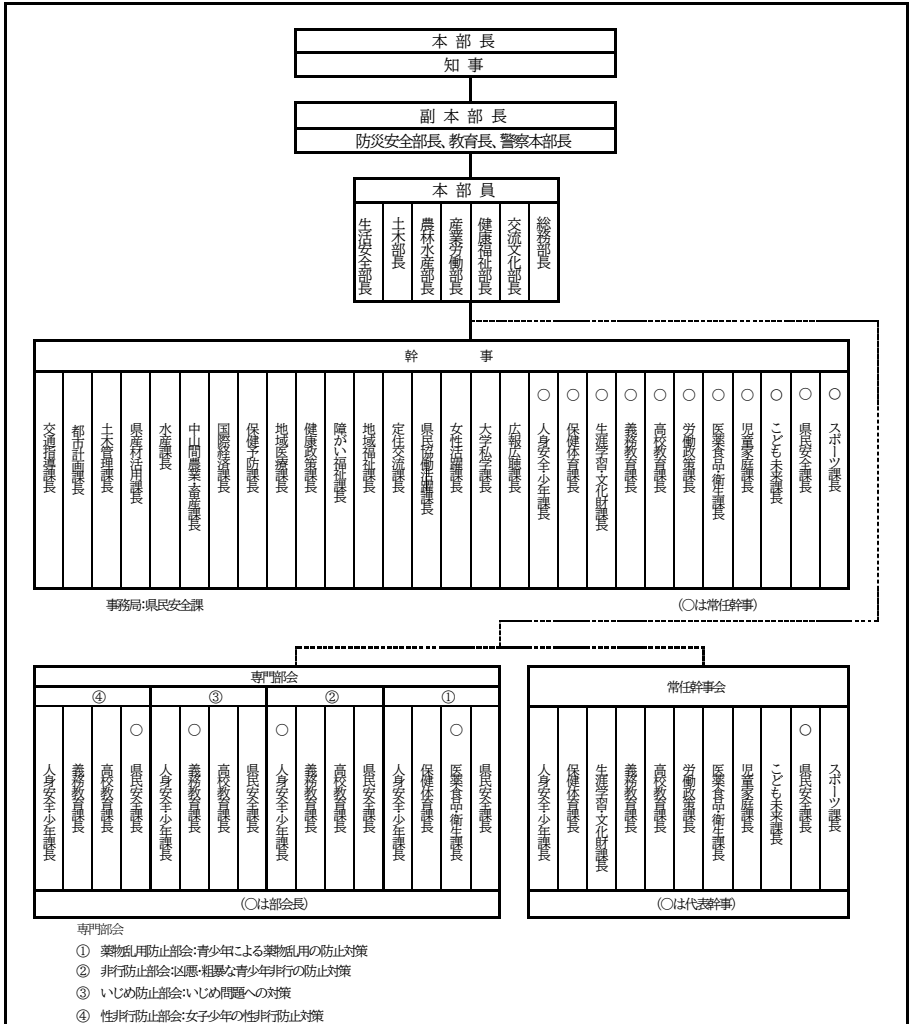 本部長
知事
副本部長
防災安全部長、教育長、警察本部長
本部員
総務部長
交流文化部長
健康福祉部長
産業労働部長
農林水産部長
土木部長
生活安全部長
幹事
○ スポーツ課長
○ 県民安全課長
○ こども未来課長
○ 児童家庭課長
○ 医薬食品・衛生課長
○ 労働政策課長
○ 高校教育課長
○ 義務教育課長
○ 生涯学習・文化財課長
○ 保健体育課長
○ 人身安全・少年課長
広報広聴課長
大学私学課長
女性活躍課長
県民協働課長
定住交流課長
地域福祉課長
障がい福祉課長
健康政策課長
地域医療課長
保健予防課長
国際経済課長
中山間農業・畜産課長
水産課長
県産材活用課長
土木管理課長
都市計画課長
交通指導課長
事務局:県民安全課
(○は常任幹事)
専門部会
①
県民安全課長
○ 医薬食品・衛生課長
保健体育課長
人身安全・少年課長
②
県民安全課長
高校教育課長
義務教育課長
○ 人身安全・少年課長
③
県民安全課長
高校教育課長
○ 義務教育課長
人身安全・少年課長
④
○ 県民安全課長
高校教育課長
義務教育課長
人身安全・少年課長
(○は部会長)
常任幹事会
スポーツ課長
○ 県民安全課長
こども未来課長
児童家庭課長
医薬食品・衛生課長
労働政策課長
高校教育課長
義務教育課長
生涯学習・文化財課長
保健体育課長
人身安全・少年課長
(○は代表幹事)
専門部会
① 薬物乱用防止部会:青少年による薬物乱用の防止対策
② 非行防止部会:凶悪・粗暴な青少年非行の防止対策
③ いじめ防止部会:いじめ問題への対策
④ 性非行防止部会:女子少年の性非行防止対策